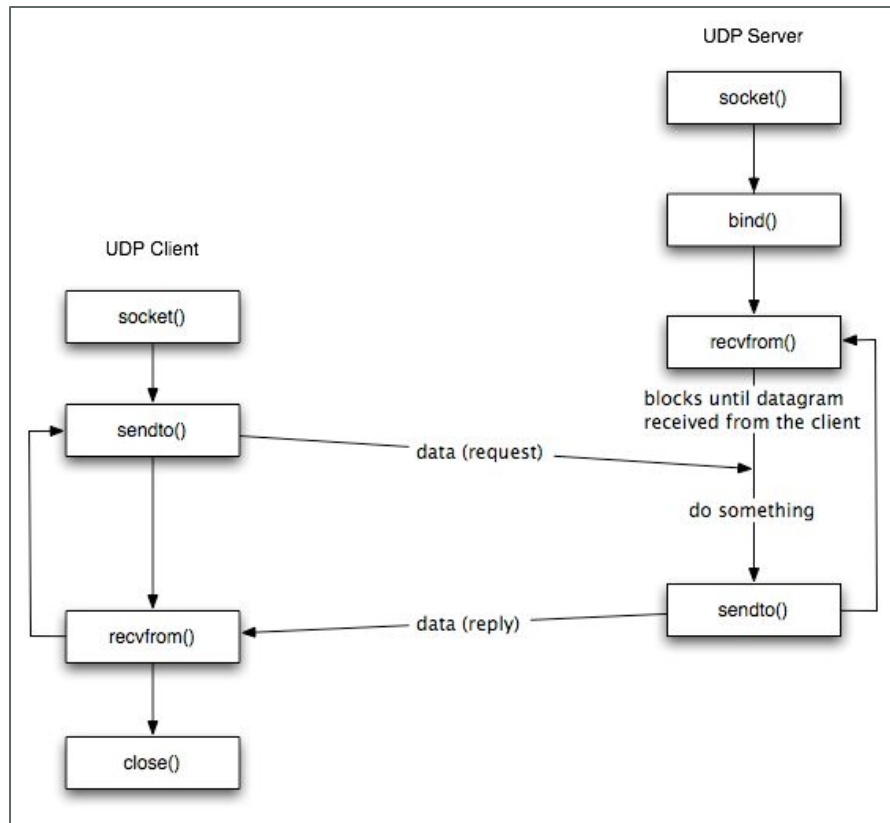 UDP Server
socket()
bind()
UDP Client
socket()
recvfrom()
blocks until datagram
received from the client
sendto()
data (request)
do something
sendto()
data (reply)
recvfrom()
close()